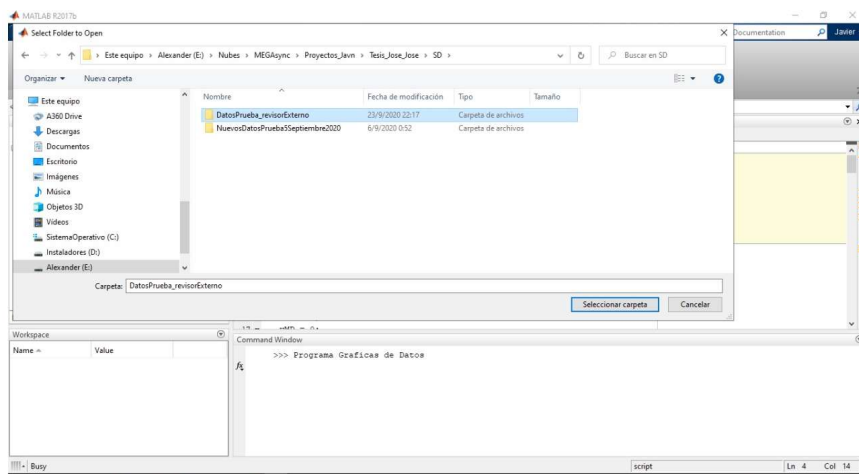 MATLAB R2017b
Select Folder to Open
Documentation
Javier
Este equipo > Alexander (E:) > Nubes > MEGAsync > Proyectos_Javn > Tesis_Jose_Jose > SD >
Buscar en SD
Organizar
Nueva carpeta
Este equipo
A360 Drive
Descargas
Documentos
Escritorio
Imágenes
Música
Objetos 3D
Vídeos
SistemaOperativo (C:)
Instaladores (D:)
Alexander (E:)
Nombre Fecha de modificación Tipo Tamaño
DatosPrueba_revisorExterno 23/9/2020 22:17 Carpeta de archivos
NuevosDatosPrueba5Septiembre2020 6/9/2020 0:52 Carpeta de archivos
Carpeta: DatosPrueba_revisorExterno
Seleccionar carpeta
Cancelar
Workspace
Name Value
Command Window
>>> Programa Graficas de Datos
fx
Busy
script
Ln 4 Col 14